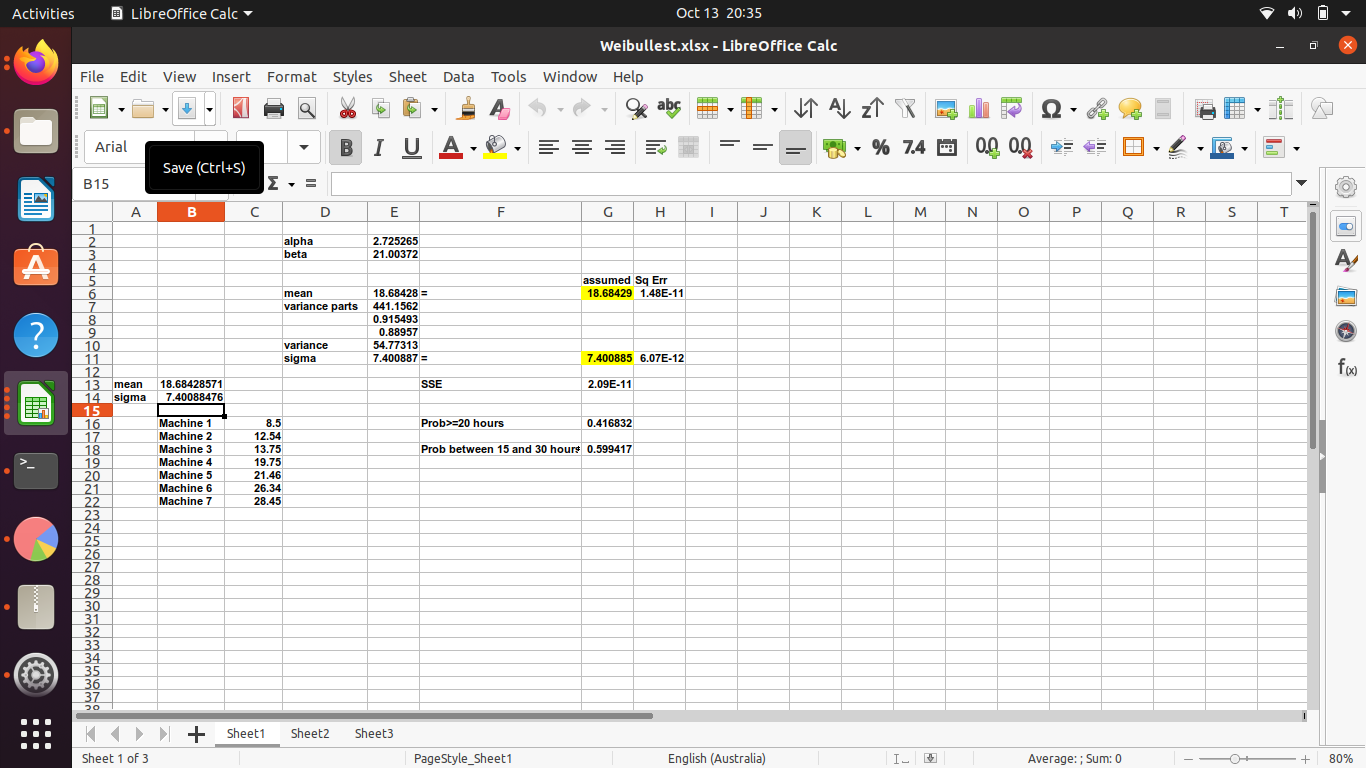 Activities LibreOffice Calc Oct 13 20:35
Weibullest.xlsx - LibreOffice Calc
File Edit View Insert Format Styles Sheet Data Tools Window Help
Arial
Save (Ctrl+S)
B15
A B C D E F G H I J K L M N O P Q R S T
1
2 alpha 2.725265
3 beta 21.00372
4
5 assumed Sq Err
6 mean 18.68428 = 18.68429 1.48E-11
7 variance parts 441.1562
8 0.915493
9 0.88957
10 variance 54.77313
11 sigma 7.400887 = 7.400885 6.07E-12
12
13 mean 18.68428571 SSE 2.09E-11
14 sigma 7.40088476
15
16 Machine 1 8.5 Prob>=20 hours 0.416832
17 Machine 2 12.54
18 Machine 3 13.75 Prob between 15 and 30 hours 0.599417
19 Machine 4 19.75
20 Machine 5 21.46
21 Machine 6 26.34
22 Machine 7 28.45
23
24
25
26
27
28
29
30
31
32
33
34
35
36
37
38
Sheet1 Sheet2 Sheet3
Sheet 1 of 3 PageStyle_Sheet1 English (Australia) Average: ; Sum: 0 80%